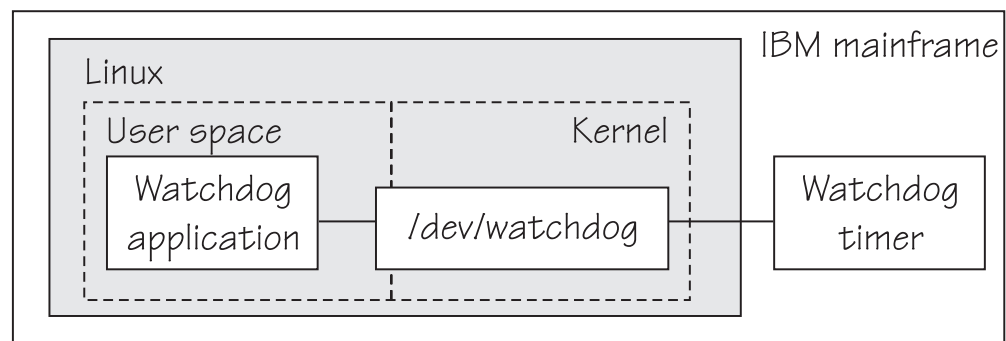 IBM mainframe
Linux
User space
Kernel
Watchdog
application
/dev/watchdog
Watchdog
timer